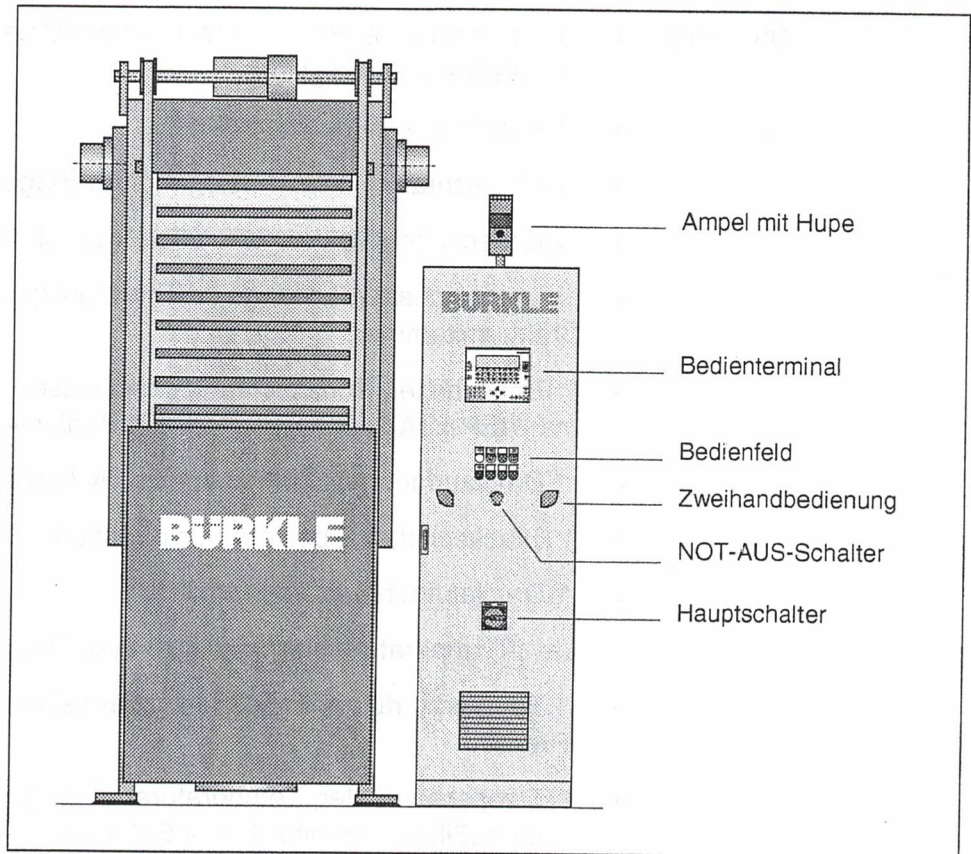 Ampel mit Hupe
BÜRKLE
Bedienterminal
Bedienfeld
Zweihandbedienung
BÜRKLE
NOT-AUS-Schalter
Hauptschalter